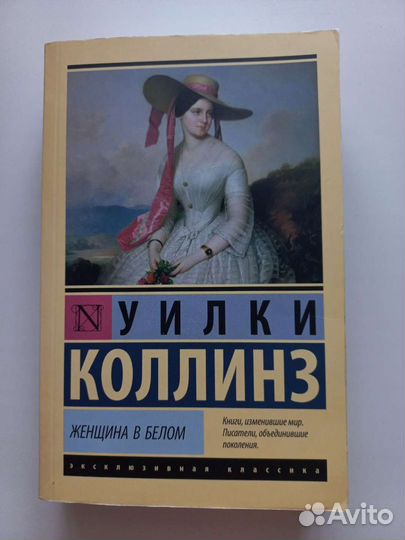 N УИЛКИ
КОЛЛИНЗ
ЖЕНЩИНА В БЕЛОМ
Книги, изменившие мир.
Писатели, объединившие
поколения.
эксклюзивная классика
Avito